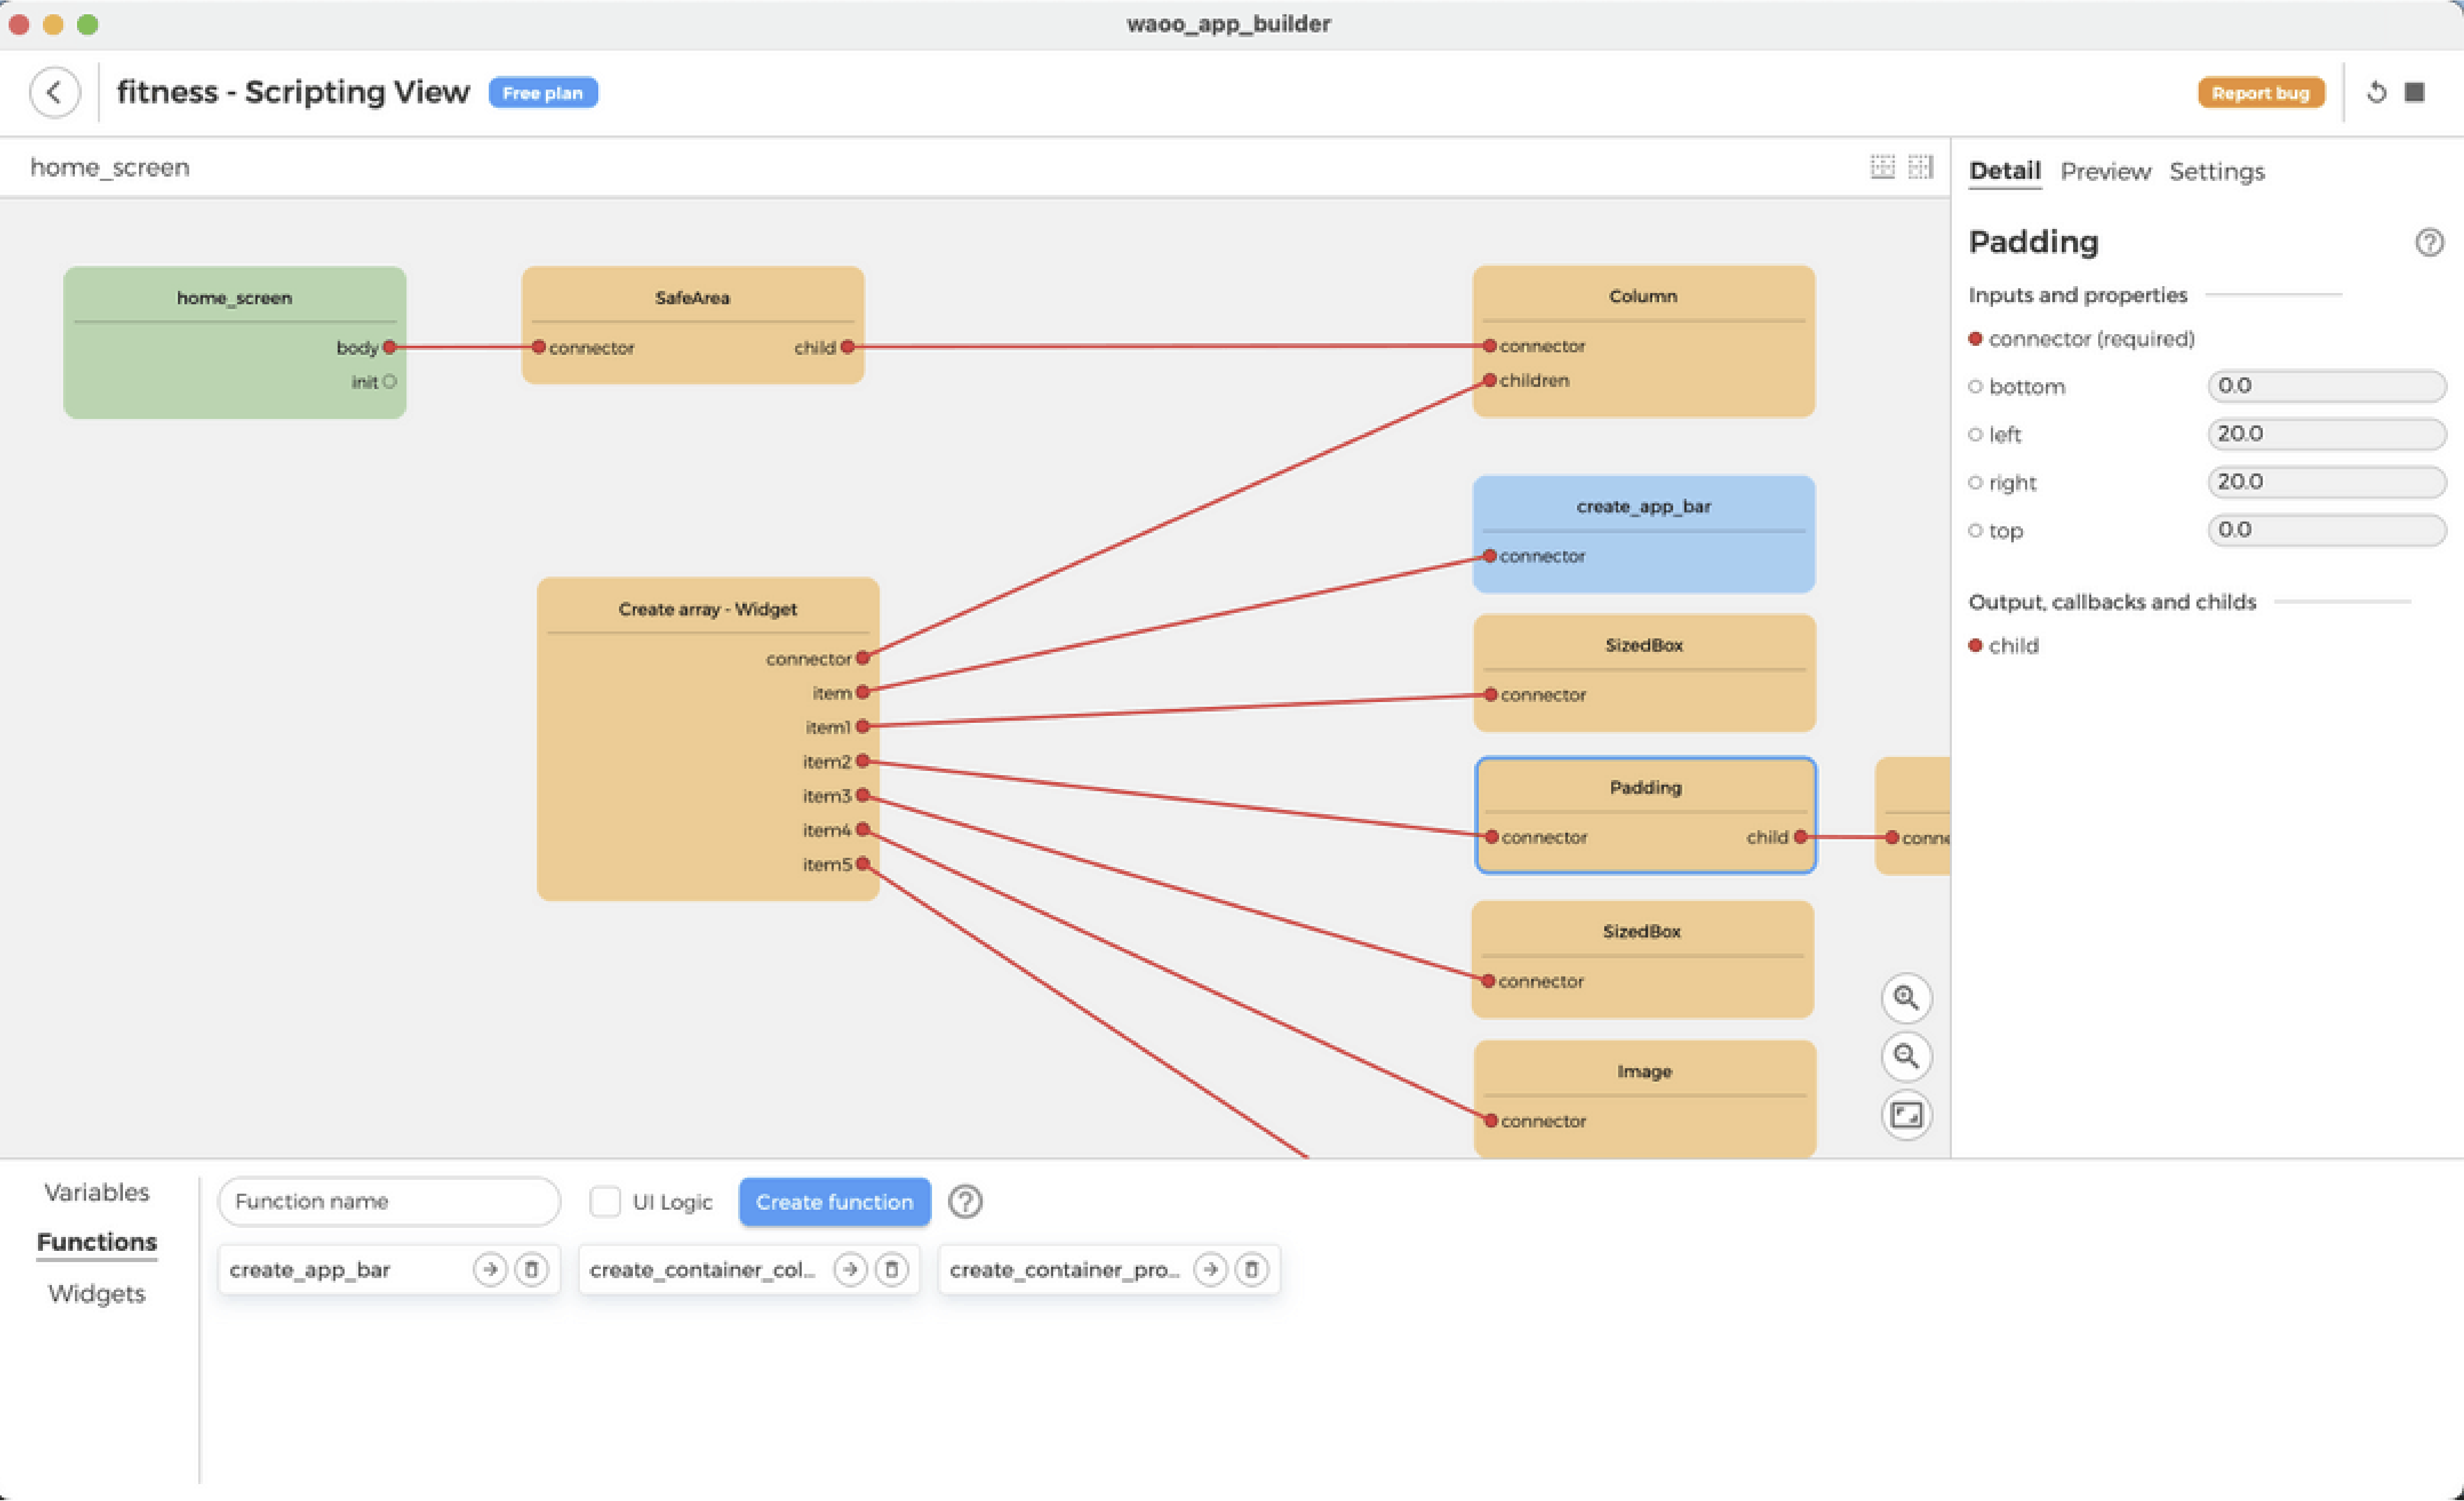 waoo_app_builder
fitness - Scripting View
Free plan
Report bug
home_screen
Detail Preview Settings
home_screen
body
init
SafeArea
connector child
Column
connector
children
create_app_bar
connector
Create array - Widget
connector
item
item1
item2
item3
item4
item5
SizedBox
connector
Padding
connector child
conne
SizedBox
connector
Image
connector
Padding
Inputs and properties
connector (required)
bottom 0.0
left 20.0
right 20.0
top 0.0
Output, callbacks and childs
child
Variables
Functions
Widgets
Function name
UI Logic
Create function
create_app_bar
create_container_col...
create_container_pro...